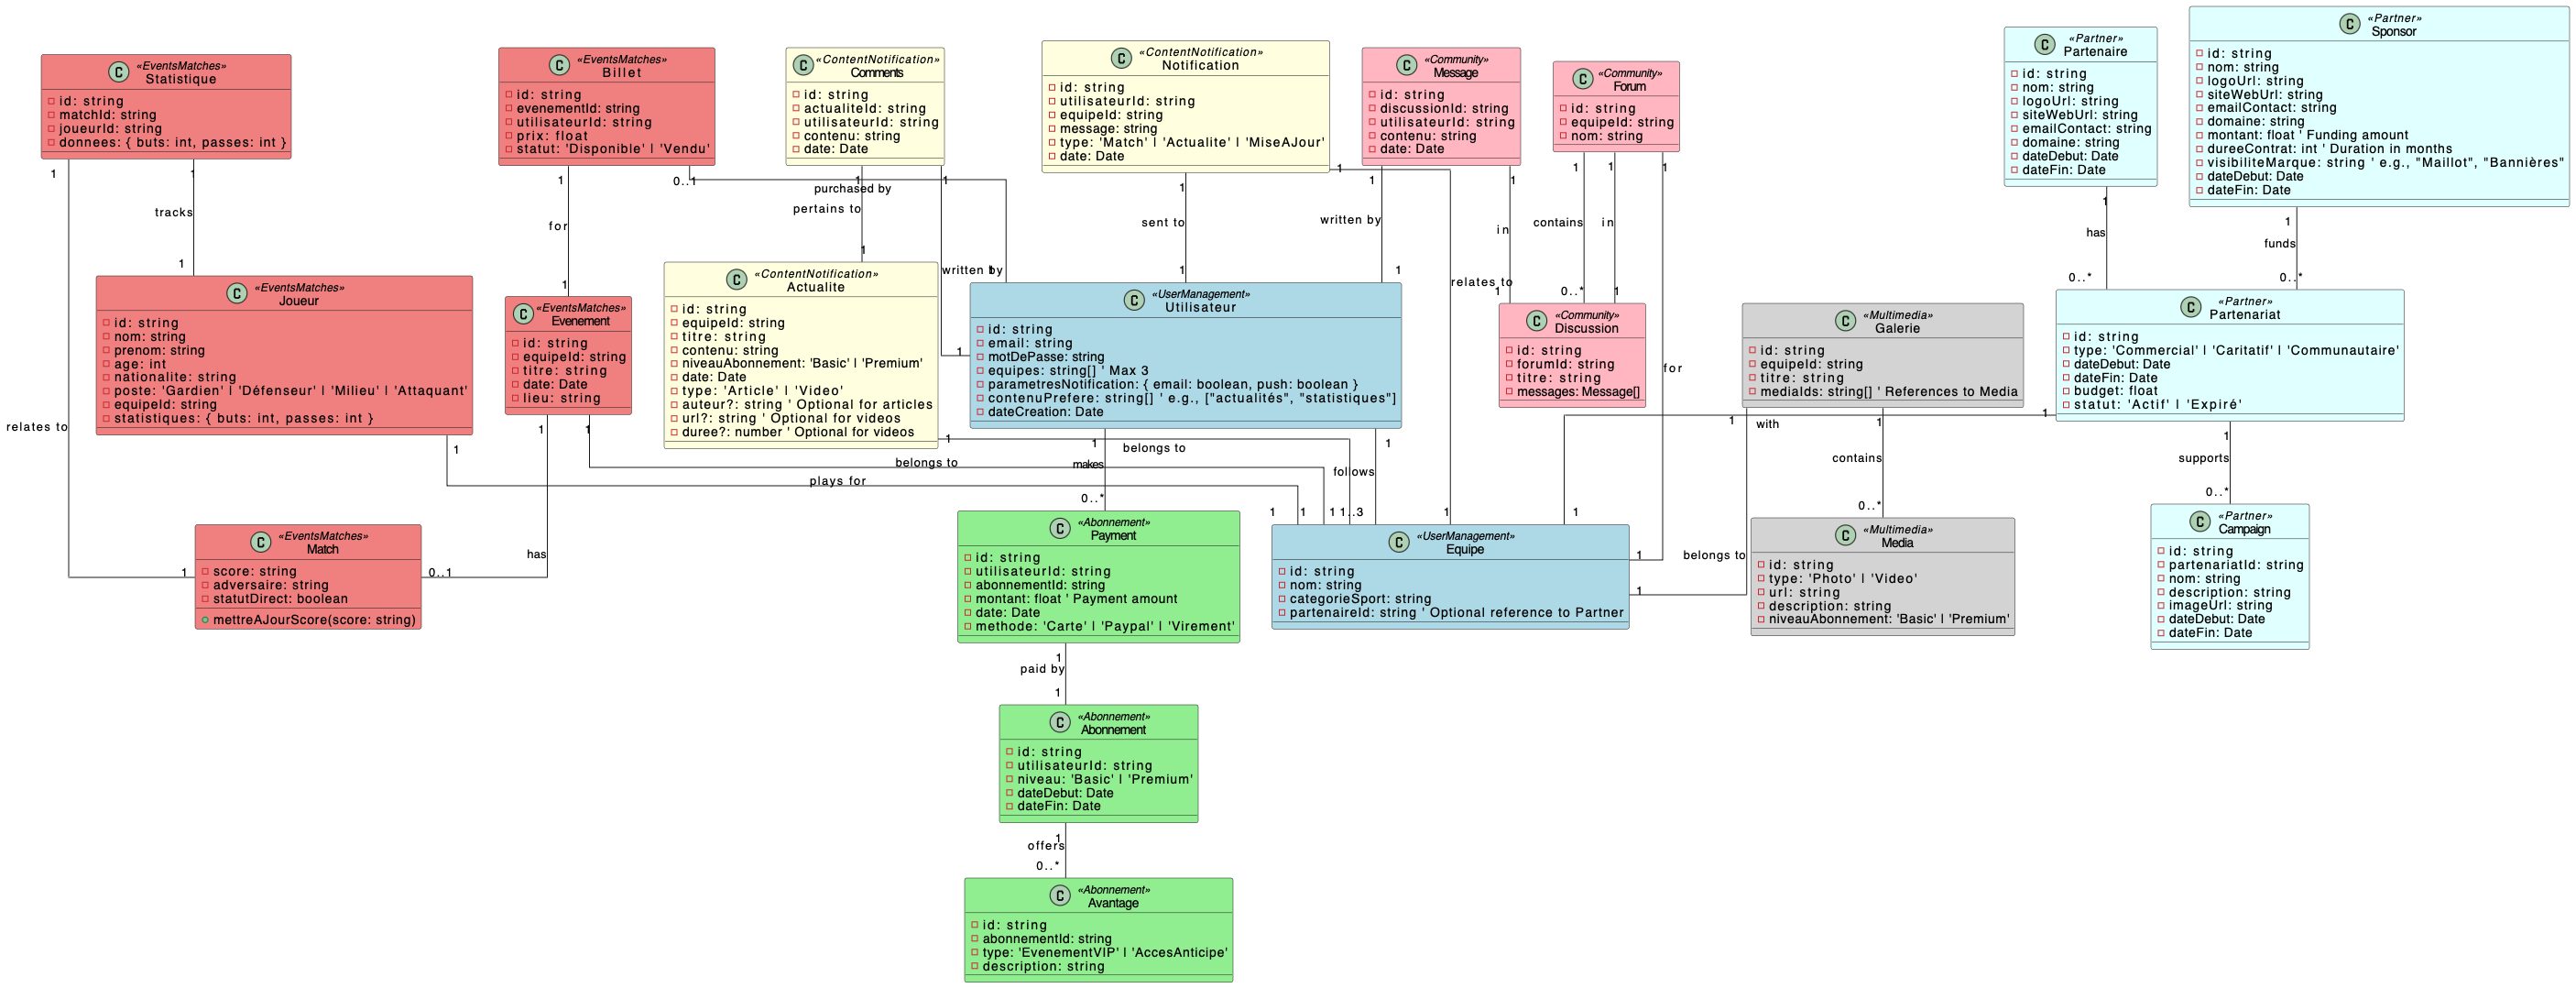 «EventsMatches»
Statistique
id: string
matchId: string
joueurId: string
donnees: { buts: int, passes: int }
«EventsMatches»
Billet
id: string
evenementId: string
utilisateurId: string
prix: float
statut: 'Disponible' | 'Vendu'
«ContentNotification»
Comments
id: string
actualiteId: string
utilisateurId: string
contenu: string
date: Date
«ContentNotification»
Notification
id: string
utilisateurId: string
equipeId: string
message: string
type: 'Match' | 'Actualite' | 'MiseAJour'
date: Date
«Community»
Message
id: string
discussionId: string
utilisateurId: string
contenu: string
date: Date
«Community»
Forum
id: string
equipeId: string
nom: string
«Partner»
Partenaire
id: string
nom: string
logoUrl: string
siteWebUrl: string
emailContact: string
domaine: string
dateDebut: Date
dateFin: Date
«Partner»
Sponsor
id: string
nom: string
logoUrl: string
siteWebUrl: string
emailContact: string
domaine: string
montant: float ' Funding amount
dureeContrat: int ' Duration in months
visibiliteMarque: string ' e.g., "Maillot", "Bannières"
dateDebut: Date
dateFin: Date
1
1
tracks
1
1
for
1
0..1
purchased by
1
1
pertains to
1
1
written by
1
1
sent to
1
1
relates to
1
1
written by
1
1
in
1
1
contains
0..*
1
in
1
1
for
1
1
has
0..*
1
funds
0..*
«EventsMatches»
Joueur
id: string
nom: string
prenom: string
age: int
nationalite: string
poste: 'Gardien' | 'Défenseur' | 'Milieu' | 'Attaquant'
equipeId: string
statistiques: { buts: int, passes: int }
«EventsMatches»
Evenement
id: string
equipeId: string
titre: string
date: Date
lieu: string
«ContentNotification»
Actualite
id: string
equipeId: string
titre: string
contenu: string
niveauAbonnement: 'Basic' | 'Premium'
date: Date
type: 'Article' | 'Video'
auteur?: string ' Optional for articles
url?: string ' Optional for videos
duree?: number ' Optional for videos
«UserManagement»
Utilisateur
id: string
email: string
motDePasse: string
equipes: string[] ' Max 3
parametresNotification: { email: boolean, push: boolean }
contenuPrefere: string[] ' e.g., ["actualités", "statistiques"]
dateCreation: Date
«Community»
Discussion
id: string
forumId: string
titre: string
messages: Message[]
«Multimedia»
Galerie
id: string
equipeId: string
titre: string
mediaIds: string[] ' References to Media
«Partner»
Partenariat
id: string
type: 'Commercial' | 'Caritatif' | 'Communautaire'
dateDebut: Date
dateFin: Date
budget: float
statut: 'Actif' | 'Expiré'
relates to
1
1
plays for
1
1
has
0..1
1
belongs to
1
1
belongs to
1
1
makes
0..*
1
follows
1..3
1
with
1
1
contains
0..*
belongs to
1
1
supports
0..*
«EventsMatches»
Match
score: string
adversaire: string
statutDirect: boolean
mettreAJourScore(score: string)
«Abonnement»
Payment
id: string
utilisateurId: string
abonnementId: string
montant: float ' Payment amount
date: Date
methode: 'Carte' | 'Paypal' | 'Virement'
«UserManagement»
Equipe
id: string
nom: string
categorieSport: string
partenaireId: string ' Optional reference to Partner
«Multimedia»
Media
id: string
type: 'Photo' | 'Video'
url: string
description: string
niveauAbonnement: 'Basic' | 'Premium'
«Partner»
Campaign
id: string
partenariatId: string
nom: string
description: string
imageUrl: string
dateDebut: Date
dateFin: Date
1
paid by
1
«Abonnement»
Abonnement
id: string
utilisateurId: string
niveau: 'Basic' | 'Premium'
dateDebut: Date
dateFin: Date
1
offers
0..*
«Abonnement»
Avantage
id: string
abonnementId: string
type: 'EvenementVIP' | 'AccesAnticipe'
description: string